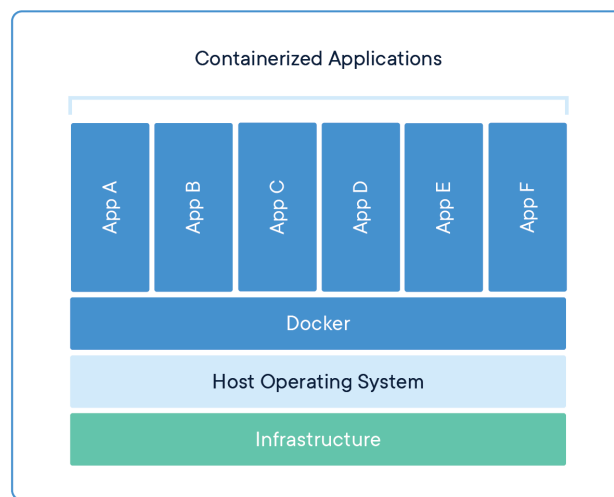 Containerized Applications
App A
App B
App C
App D
App E
App F
Docker
Host Operating System
Infrastructure